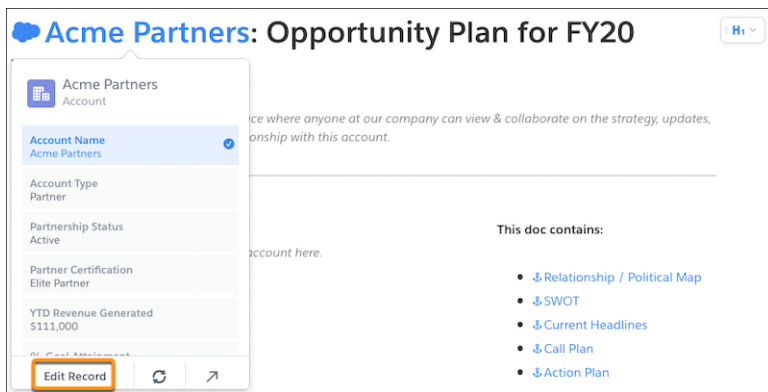 Acme Partners: Opportunity Plan for FY20
H₁
Acme Partners
Account
ce where anyone at our company can view & collaborate on the strategy, updates,
onship with this account.
Account Name
Acme Partners
Account Type
Partner
Partnership Status
Active
Partner Certification
Elite Partner
YTD Revenue Generated
$111,000
% Goal Attainment
Edit Record
account here.
This doc contains:
Relationship / Political Map
SWOT
Current Headlines
Call Plan
Action Plan